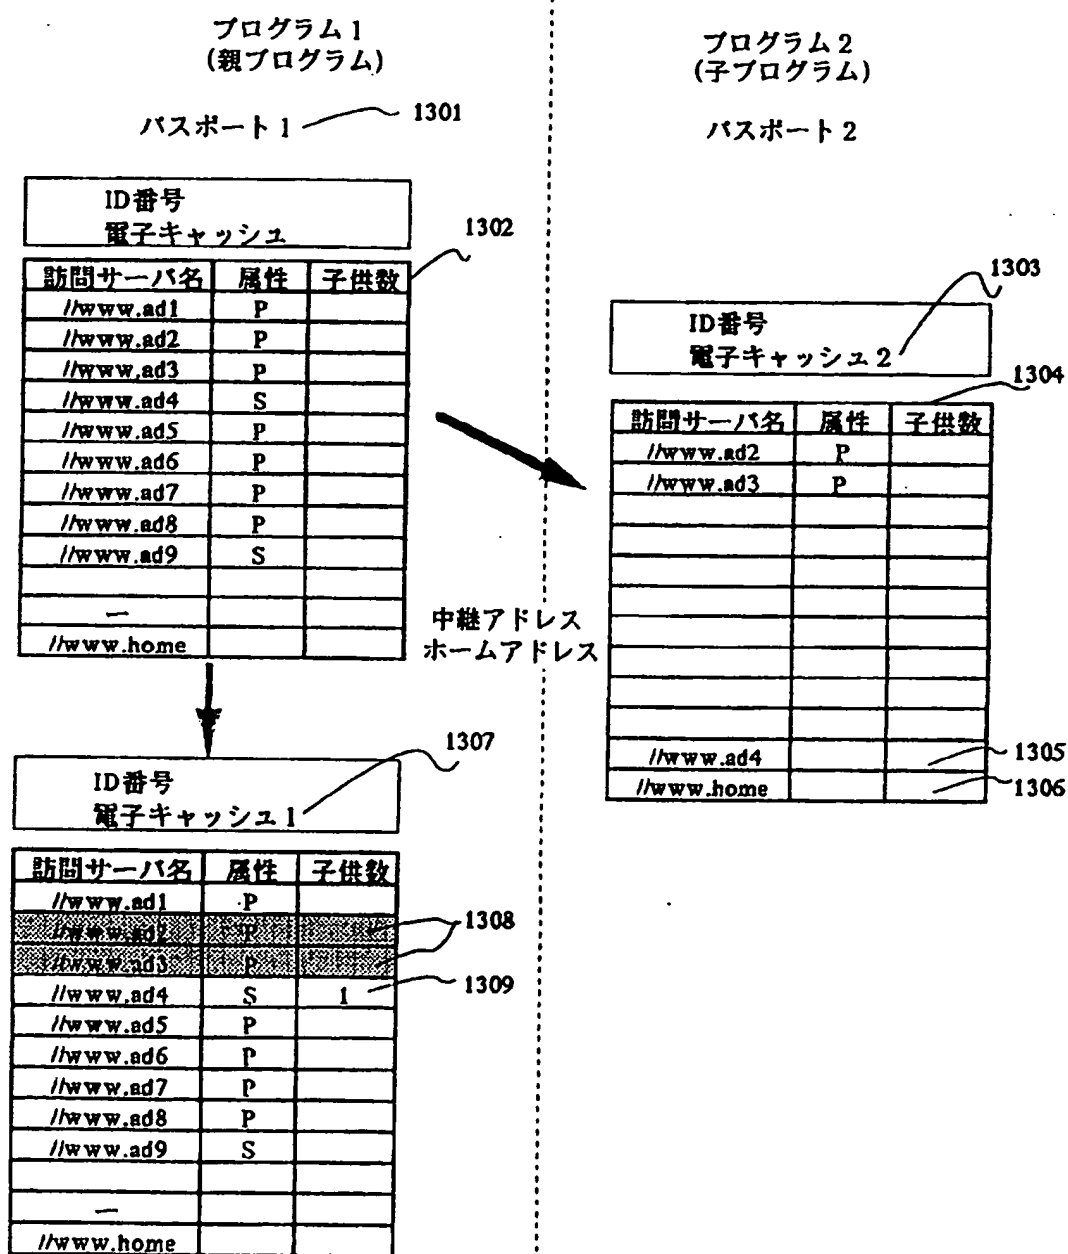 プログラム 1
(親プログラム)
パスポート 1
1301
ID番号
電子キャッシュ
1302
訪問サーバ名 属性 子供数
//www.ad1 P
//www.ad2 P
//www.ad3 P
//www.ad4 S
//www.ad5 P
//www.ad6 P
//www.ad7 P
//www.ad8 P
//www.ad9 S
—
//www.home
中継アドレス
ホームアドレス
1307
ID番号
電子キャッシュ 1
訪問サーバ名 属性 子供数
//www.ad1 P
//www.ad2 P
1308
//www.ad3 P
//www.ad4 S 1
1309
//www.ad5 P
//www.ad6 P
//www.ad7 P
//www.ad8 P
//www.ad9 S
—
//www.home
プログラム 2
(子プログラム)
パスポート 2
1303
ID番号
電子キャッシュ 2
1304
訪問サーバ名 属性 子供数
//www.ad2 P
//www.ad3 P
//www.ad4
1305
//www.home
1306